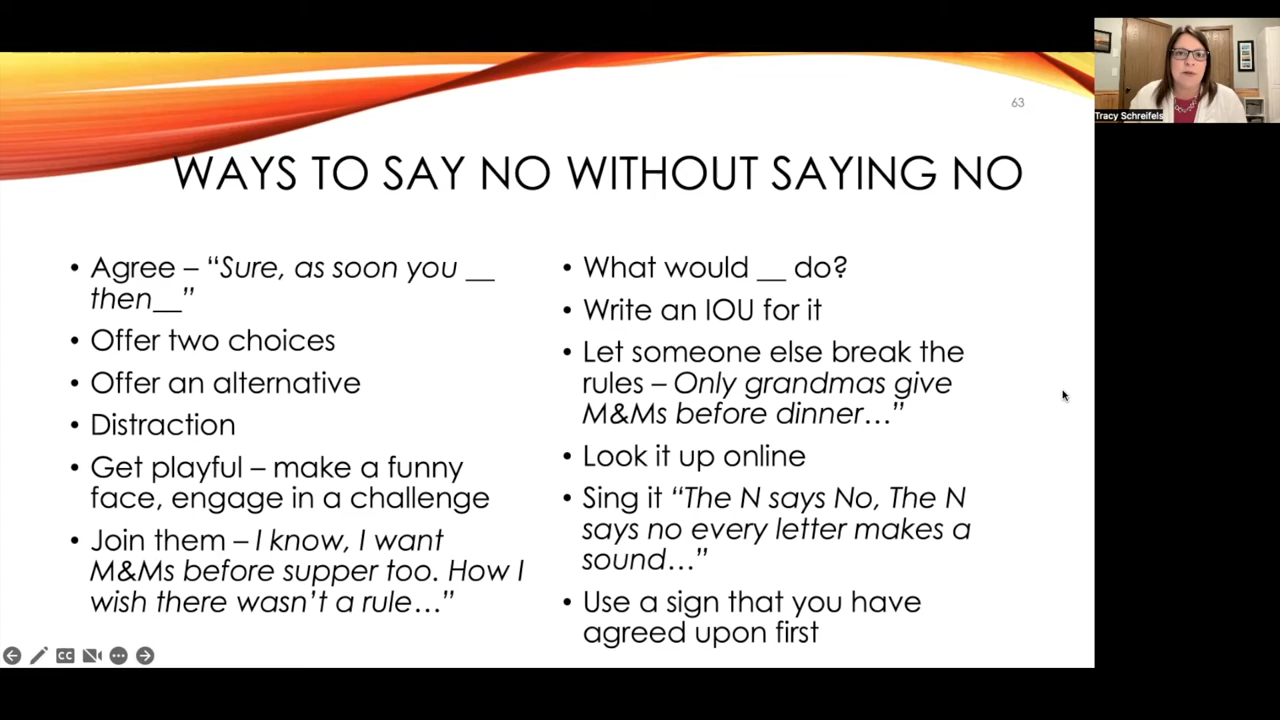 63
Tracy Schreifels
WAYS TO SAY NO WITHOUT SAYING NO
• Agree – “Sure, as soon you __
then__”
• Offer two choices
• Offer an alternative
• Distraction
• Get playful – make a funny
face, engage in a challenge
• Join them – I know, I want
M&Ms before supper too. How I
wish there wasn’t a rule…”
• What would __ do?
• Write an IOU for it
• Let someone else break the
rules – Only grandmas give
M&Ms before dinner…”
• Look it up online
• Sing it “The N says No, The N
says no every letter makes a
sound…”
• Use a sign that you have
agreed upon first
CC